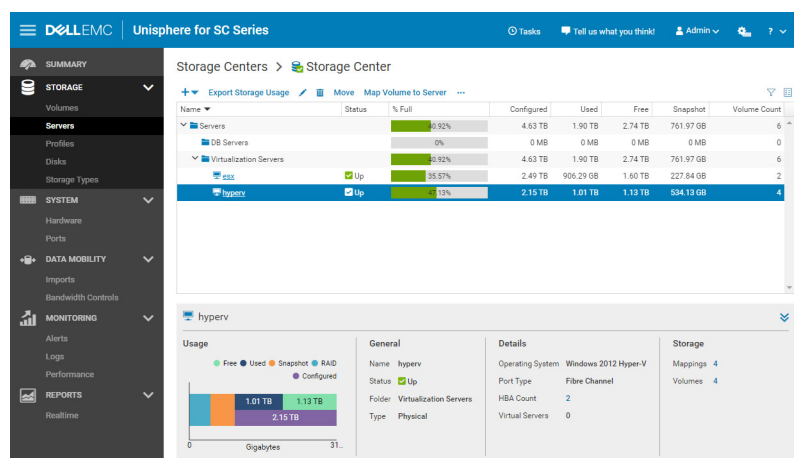 DELLEMC Unisphere for SC Series Tasks Tell us what you think! Admin ?
SUMMARY
STORAGE
Volumes
Servers
Profiles
Disks
Storage Types
SYSTEM
Hardware
Ports
DATA MOBILITY
Imports
Bandwidth Controls
MONITORING
Alerts
Logs
Performance
REPORTS
Realtime
Storage Centers > Storage Center
Export Storage Usage Move Map Volume to Server ...
Name Status % Full Configured Used Free Snapshot Volume Count
Servers 40.92% 4.63 TB 1.90 TB 2.74 TB 761.97 GB 6
DB Servers 0% 0 MB 0 MB 0 MB 0 MB 0
Virtualization Servers 40.92% 4.63 TB 1.90 TB 2.74 TB 761.97 GB 6
esx Up 35.57% 2.49 TB 906.29 GB 1.60 TB 227.84 GB 2
hyperv Up 47.13% 2.15 TB 1.01 TB 1.13 TB 534.13 GB 4
hyperv
Usage
Free Used Snapshot RAID
Configured
1.01 TB 1.13 TB
2.15 TB
0 31...
Gigabytes
General
Name hyperv
Status Up
Folder Virtualization Servers
Type Physical
Details
Operating System Windows 2012 Hyper-V
Port Type Fibre Channel
HBA Count 2
Virtual Servers 0
Storage
Mappings 4
Volumes 4